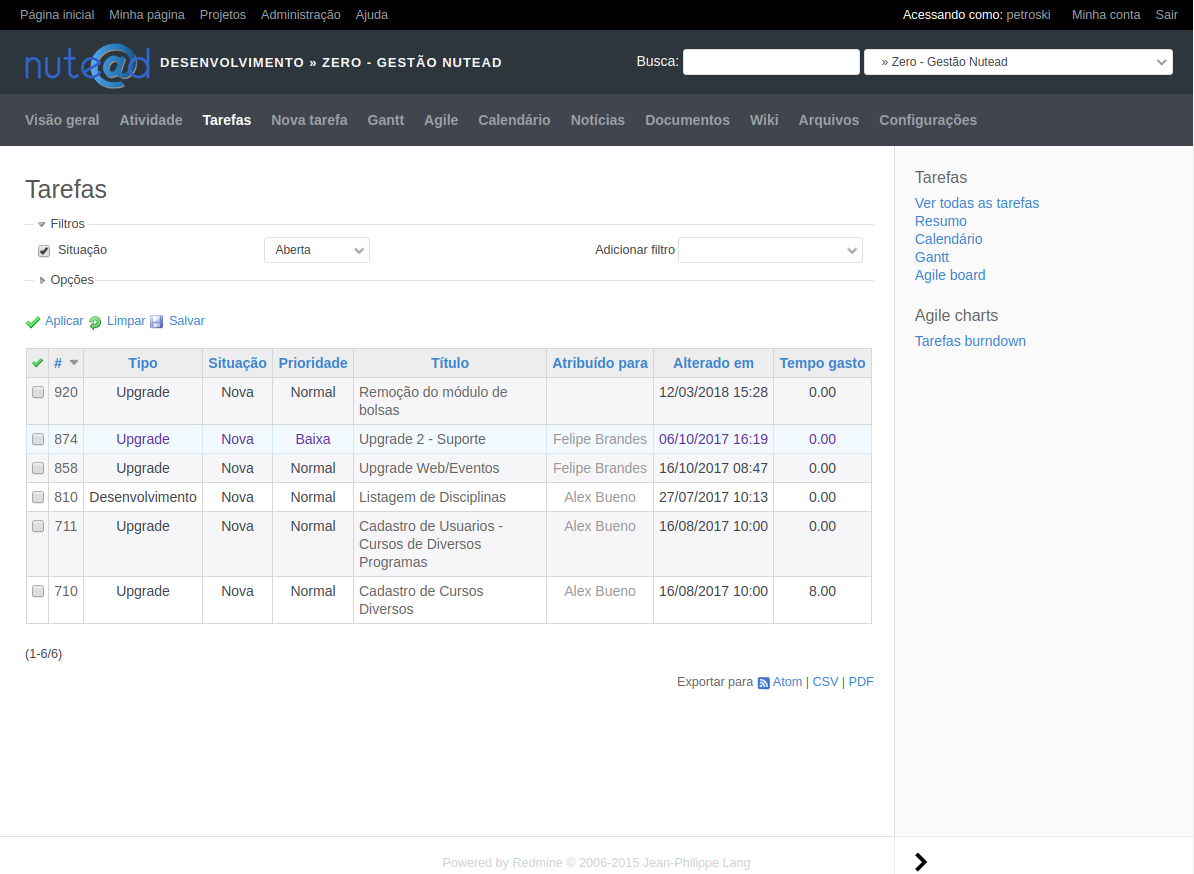 Página inicial Minha página Projetos Administração Ajuda Acessando como: petroski Minha conta Sair
nutead DESENVOLVIMENTO » ZERO - GESTÃO NUTEAD Busca: » Zero - Gestão Nutead
Visão geral Atividade Tarefas Nova tarefa Gantt Agile Calendário Notícias Documentos Wiki Arquivos Configurações
Tarefas
Filtros
Situação Aberta Adicionar filtro
Opções
Aplicar Limpar Salvar
# Tipo Situação Prioridade Título Atribuído para Alterado em Tempo gasto
920 Upgrade Nova Normal Remoção do módulo de 12/03/2018 15:28 0.00
bolsas
874 Upgrade Nova Baixa Upgrade 2 - Suporte Felipe Brandes 06/10/2017 16:19 0.00
858 Upgrade Nova Normal Upgrade Web/Eventos Felipe Brandes 16/10/2017 08:47 0.00
810 Desenvolvimento Nova Normal Listagem de Disciplinas Alex Bueno 27/07/2017 10:13 0.00
711 Upgrade Nova Normal Cadastro de Usuarios - Alex Bueno 16/08/2017 10:00 0.00
Cursos de Diversos
Programas
710 Upgrade Nova Normal Cadastro de Cursos Alex Bueno 16/08/2017 10:00 8.00
Diversos
(1-6/6)
Exportar para Atom | CSV | PDF
Tarefas
Ver todas as tarefas
Resumo
Calendário
Gantt
Agile board
Agile charts
Tarefas burndown
Powered by Redmine © 2006-2015 Jean-Philippe Lang